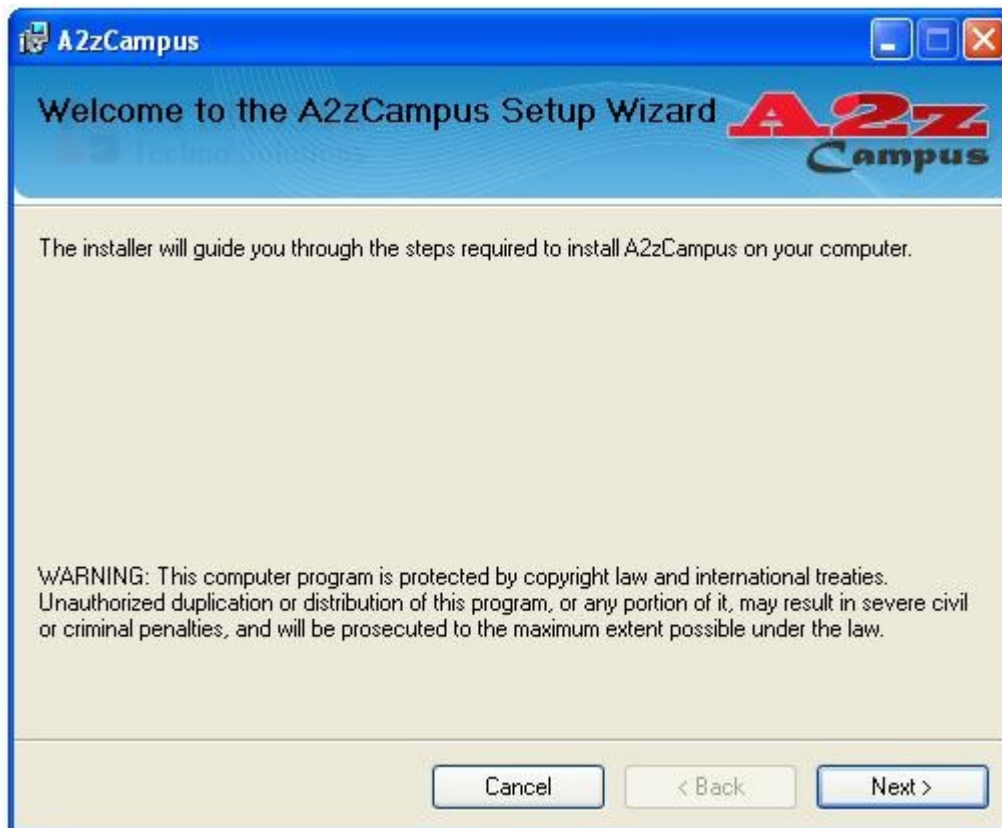 A2zCampus
Welcome to the A2zCampus Setup Wizard
A2z
Campus
Techno Solutions
The installer will guide you through the steps required to install A2zCampus on your computer.
WARNING: This computer program is protected by copyright law and international treaties.
Unauthorized duplication or distribution of this program, or any portion of it, may result in severe civil
or criminal penalties, and will be prosecuted to the maximum extent possible under the law.
Cancel
< Back
Next >